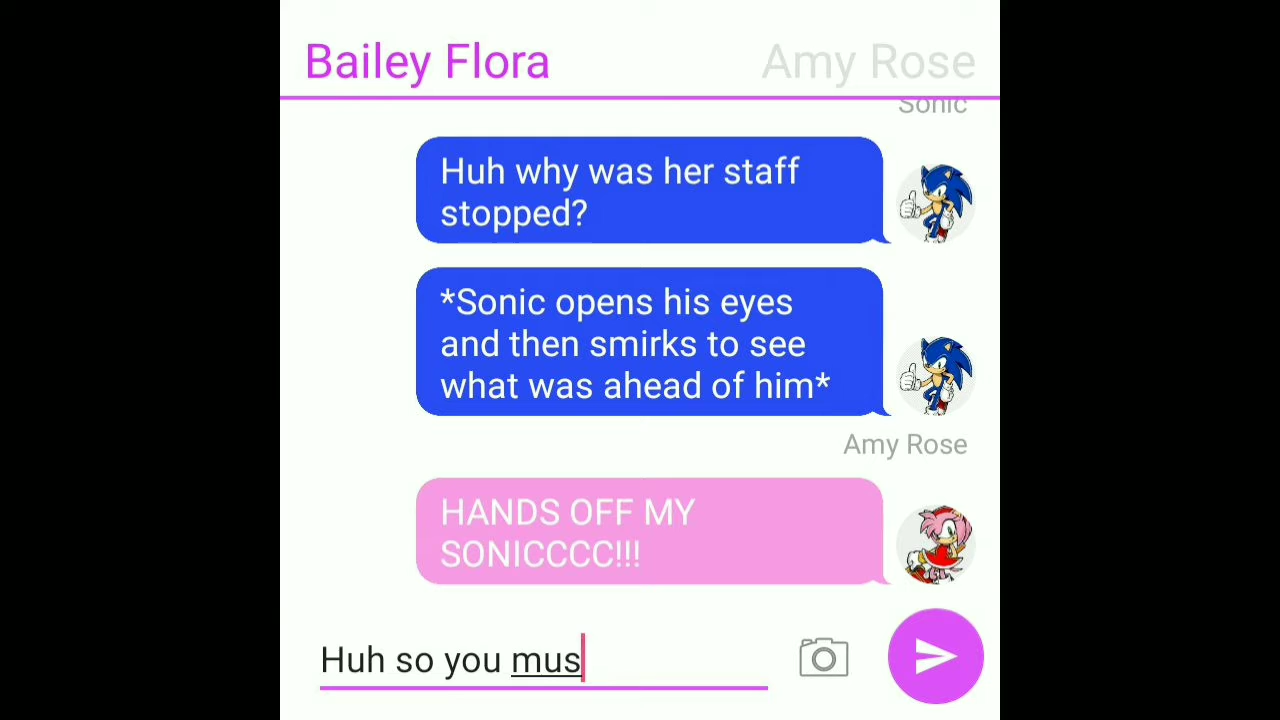 Bailey Flora
Amy Rose
Sonic
Huh why was her staff
stopped?
*Sonic opens his eyes
and then smirks to see
what was ahead of him*
Amy Rose
HANDS OFF MY
SONICCCC!!!
Huh so you mus